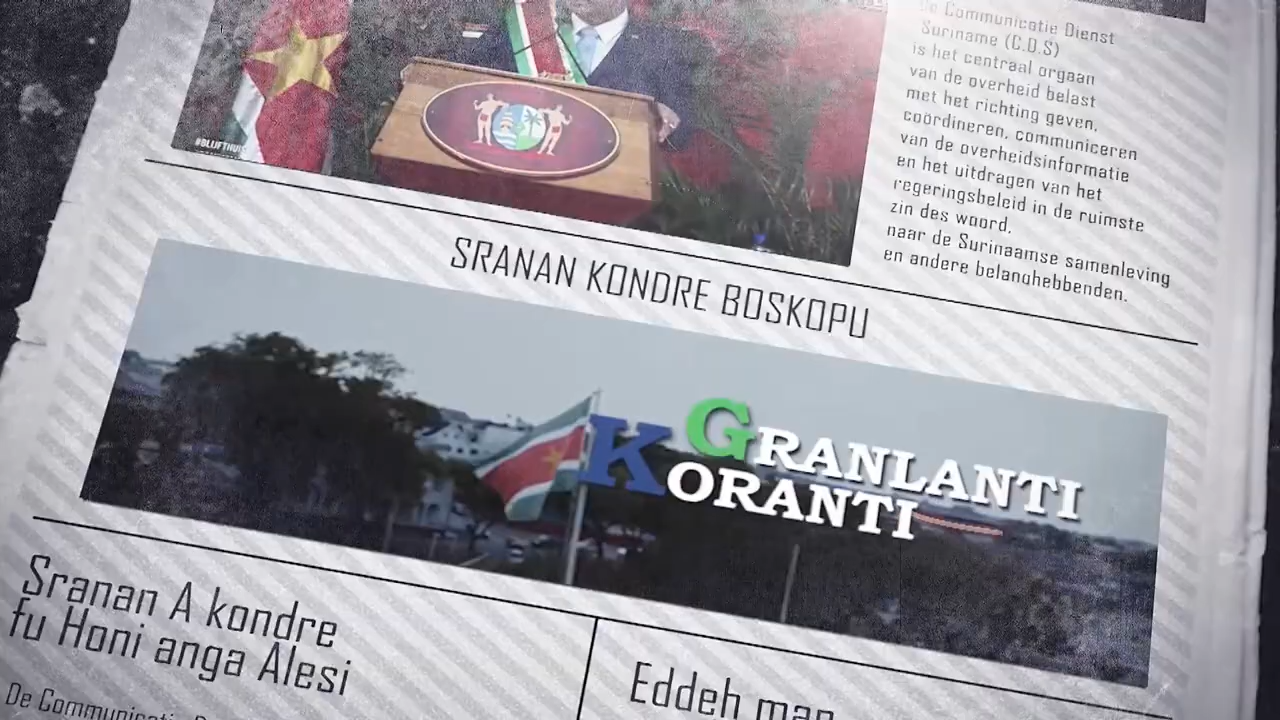 De Communicatie Dienst
Suriname (C.D.S)
is het centraal orgaan
van de overheid belast
met het richting geven,
coördineren, communiceren
van de overheidsinformatie
en het uitdragen van het
regeringsbeleid in de ruimste
zin des woord.
naar de Surinaamse samenleving
en andere belanghebbenden.
SRANAN KONDRE BOSKOPU
GRANLANTI
KORANTI
Sranan A kondre
fu Honi anga Alesi
Eddeh man
De